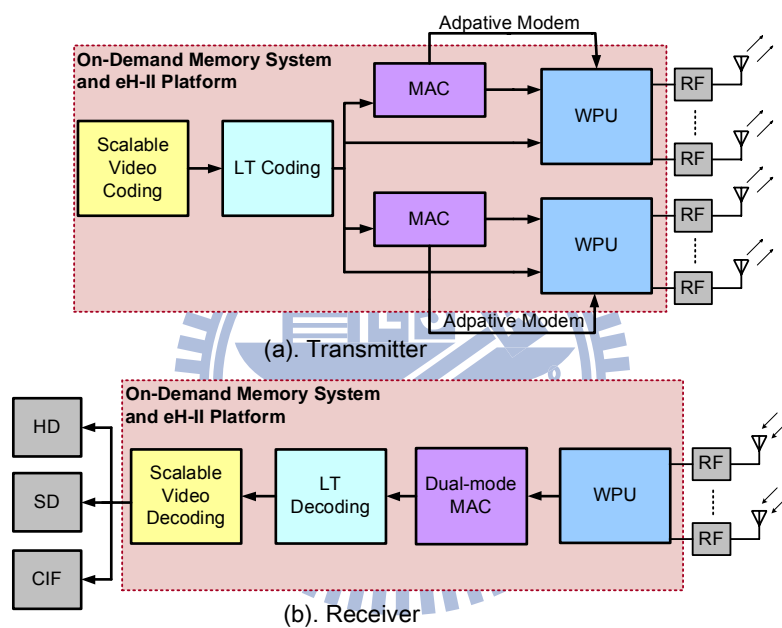 Adpative Modem
On-Demand Memory System
and eH-II Platform
MAC
WPU
RF
RF
Scalable
Video
Coding
LT Coding
MAC
WPU
RF
RF
Adpative Modem
(a). Transmitter
On-Demand Memory System
and eH-II Platform
HD
SD
CIF
Scalable
Video
Decoding
LT
Decoding
Dual-mode
MAC
WPU
RF
RF
(b). Receiver